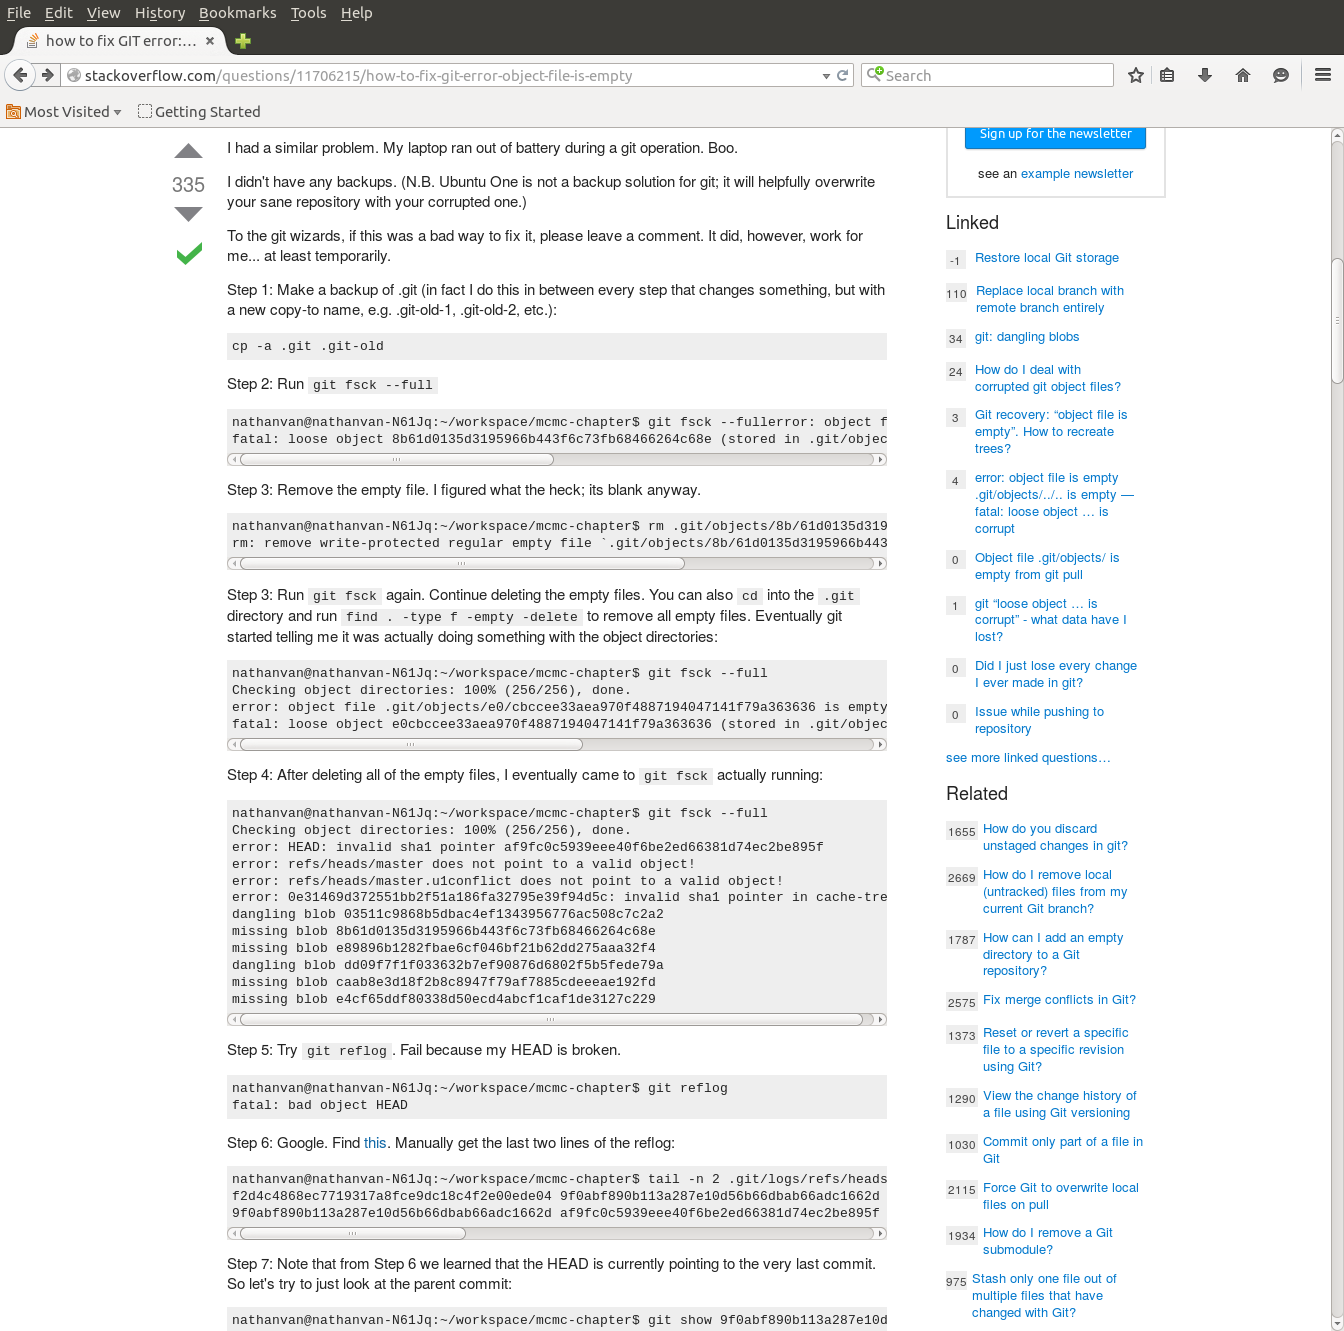 File Edit View History Bookmarks Tools Help
how to fix GIT error:...
stackoverflow.com/questions/11706215/how-to-fix-git-error-object-file-is-empty
Search
Most Visited
Getting Started
I had a similar problem. My laptop ran out of battery during a git operation. Boo.
335
I didn't have any backups. (N.B. Ubuntu One is not a backup solution for git; it will helpfully overwrite
your sane repository with your corrupted one.)
To the git wizards, if this was a bad way to fix it, please leave a comment. It did, however, work for
me... at least temporarily.
Step 1: Make a backup of .git (in fact I do this in between every step that changes something, but with
a new copy-to name, e.g. .git-old-1, .git-old-2, etc.):
cp -a .git .git-old
Step 2: Run git fsck --full
nathanvan@nathanvan-N61Jq:~/workspace/mcmc-chapter$ git fsck --fullerror: object f
fatal: loose object 8b61d0135d3195966b443f6c73fb68466264c68e (stored in .git/objec
Step 3: Remove the empty file. I figured what the heck; its blank anyway.
nathanvan@nathanvan-N61Jq:~/workspace/mcmc-chapter$ rm .git/objects/8b/61d0135d319
rm: remove write-protected regular empty file `.git/objects/8b/61d0135d3195966b443
Step 3: Run git fsck again. Continue deleting the empty files. You can also cd into the .git
directory and run find . -type f -empty -delete to remove all empty files. Eventually git
started telling me it was actually doing something with the object directories:
nathanvan@nathanvan-N61Jq:~/workspace/mcmc-chapter$ git fsck --full
Checking object directories: 100% (256/256), done.
error: object file .git/objects/e0/cbccee33aea970f4887194047141f79a363636 is empty
fatal: loose object e0cbccee33aea970f4887194047141f79a363636 (stored in .git/objec
Step 4: After deleting all of the empty files, I eventually came to git fsck actually running:
nathanvan@nathanvan-N61Jq:~/workspace/mcmc-chapter$ git fsck --full
Checking object directories: 100% (256/256), done.
error: HEAD: invalid sha1 pointer af9fc0c5939eee40f6be2ed66381d74ec2be895f
error: refs/heads/master does not point to a valid object!
error: refs/heads/master.u1conflict does not point to a valid object!
error: 0e31469d372551bb2f51a186fa32795e39f94d5c: invalid sha1 pointer in cache-tre
dangling blob 03511c9868b5dbac4ef1343956776ac508c7c2a2
missing blob 8b61d0135d3195966b443f6c73fb68466264c68e
missing blob e89896b1282fbae6cf046bf21b62dd275aaa32f4
dangling blob dd09f7f1f033632b7ef90876d6802f5b5fede79a
missing blob caab8e3d18f2b8c8947f79af7885cdeeeae192fd
missing blob e4cf65ddf80338d50ecd4abcf1caf1de3127c229
Step 5: Try git reflog . Fail because my HEAD is broken.
nathanvan@nathanvan-N61Jq:~/workspace/mcmc-chapter$ git reflog
fatal: bad object HEAD
Step 6: Google. Find this. Manually get the last two lines of the reflog:
nathanvan@nathanvan-N61Jq:~/workspace/mcmc-chapter$ tail -n 2 .git/logs/refs/heads
f2d4c4868ec7719317a8fce9dc18c4f2e00ede04 9f0abf890b113a287e10d56b66dbab66adc1662d
9f0abf890b113a287e10d56b66dbab66adc1662d af9fc0c5939eee40f6be2ed66381d74ec2be895f
Step 7: Note that from Step 6 we learned that the HEAD is currently pointing to the very last commit.
So let's try to just look at the parent commit:
nathanvan@nathanvan-N61Jq:~/workspace/mcmc-chapter$ git show 9f0abf890b113a287e10d
Sign up for the newsletter
see an example newsletter
Linked
-1 Restore local Git storage
110 Replace local branch with
remote branch entirely
34 git: dangling blobs
24 How do I deal with
corrupted git object files?
3 Git recovery: “object file is
empty”. How to recreate
trees?
4 error: object file is empty
.git/objects/../.. is empty —
fatal: loose object … is
corrupt
0 Object file .git/objects/ is
empty from git pull
1 git “loose object … is
corrupt” - what data have I
lost?
0 Did I just lose every change
I ever made in git?
0 Issue while pushing to
repository
see more linked questions…
Related
1655 How do you discard
unstaged changes in git?
2669 How do I remove local
(untracked) files from my
current Git branch?
1787 How can I add an empty
directory to a Git
repository?
2575 Fix merge conflicts in Git?
1373 Reset or revert a specific
file to a specific revision
using Git?
1290 View the change history of
a file using Git versioning
1030 Commit only part of a file in
Git
2115 Force Git to overwrite local
files on pull
1934 How do I remove a Git
submodule?
975 Stash only one file out of
multiple files that have
changed with Git?